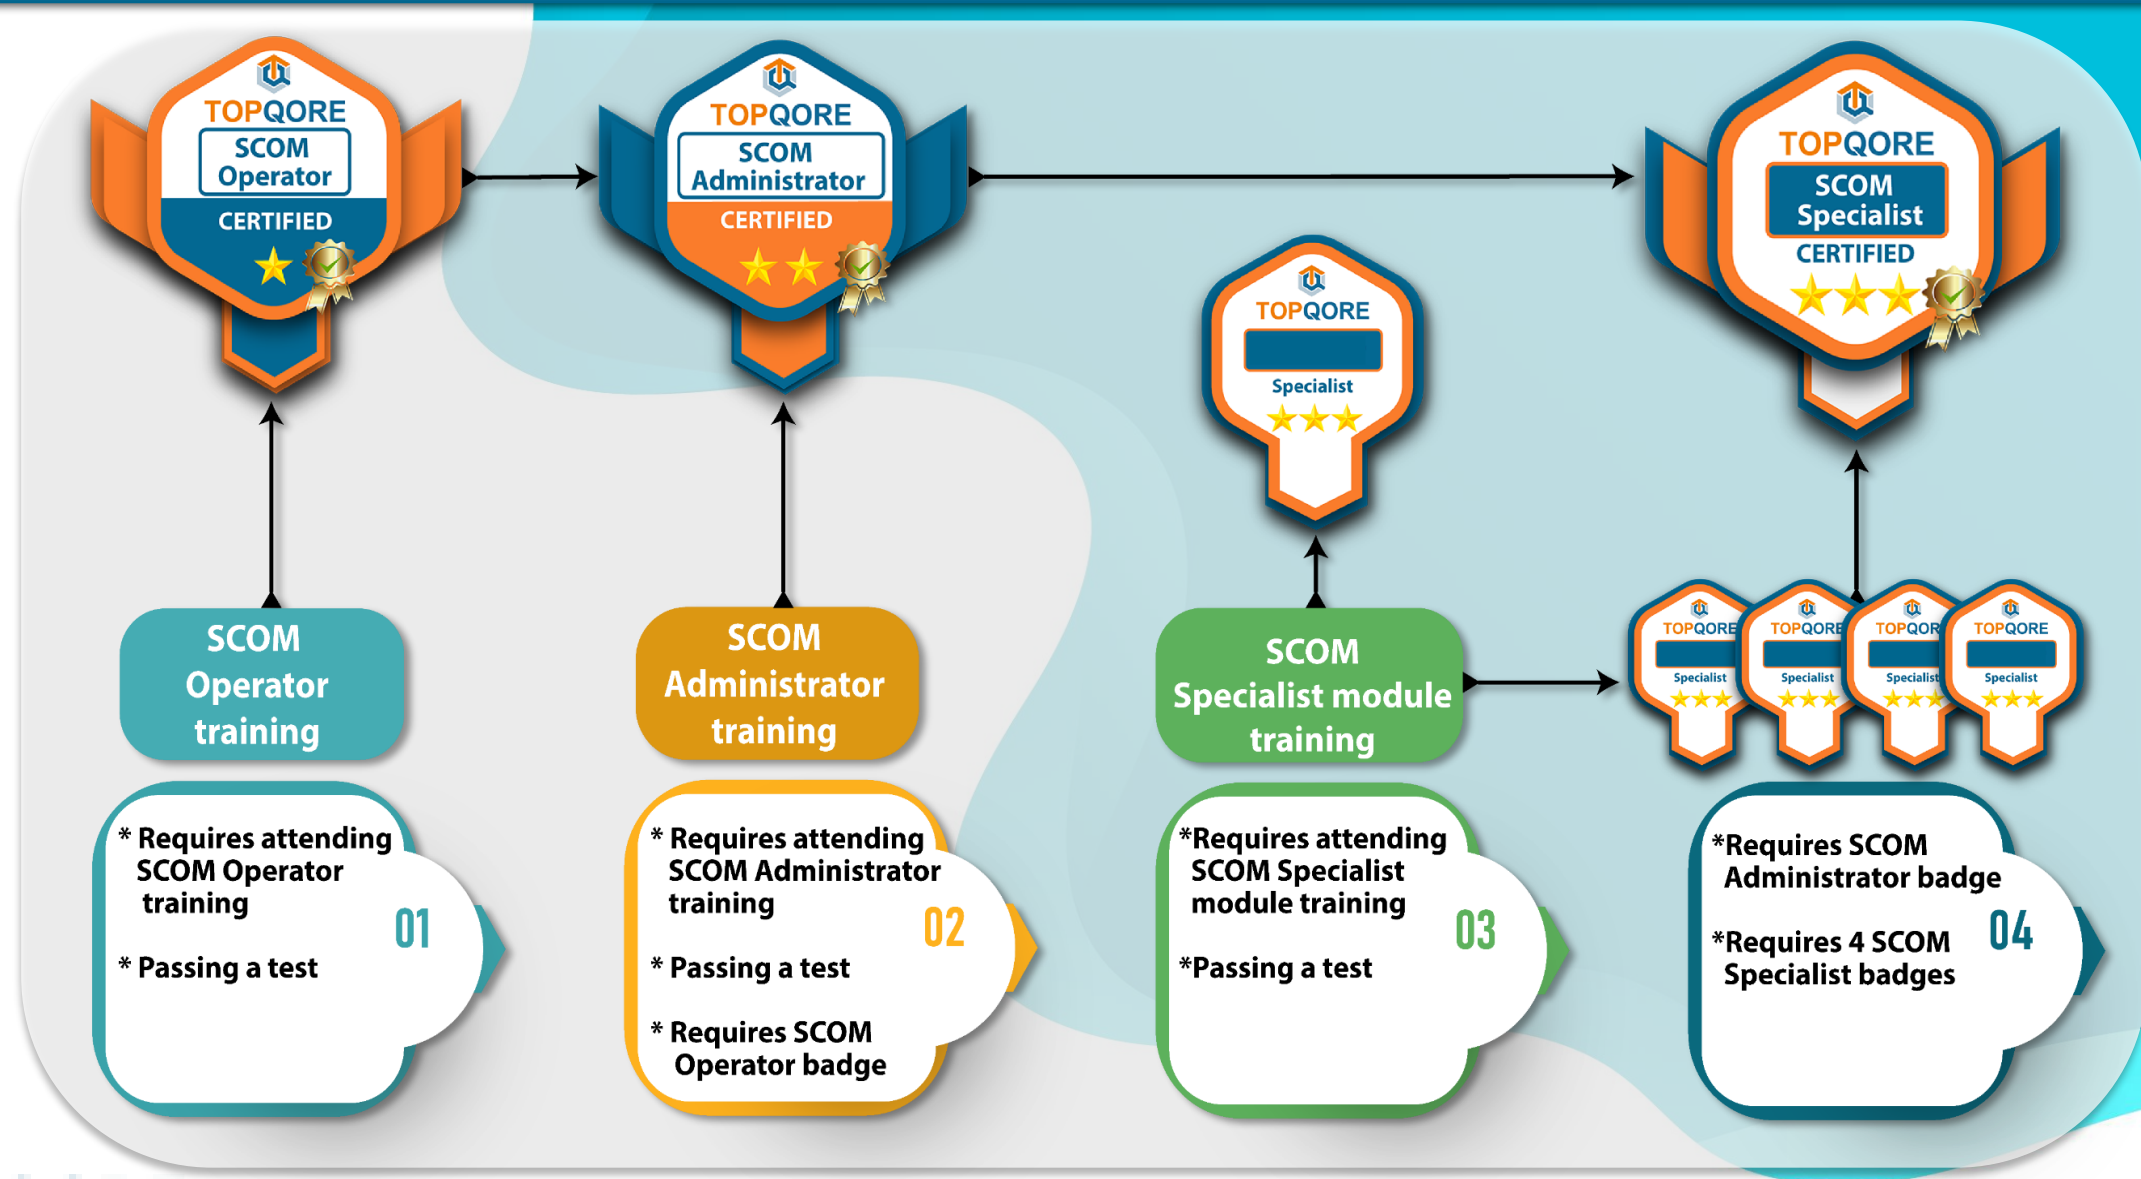 TOPQORE
SCOM
Operator
CERTIFIED
TOPQORE
SCOM
Administrator
CERTIFIED
TOPQORE
SCOM
Specialist
CERTIFIED
TOPQORE
Specialist
SCOM
Operator
training
SCOM
Administrator
training
SCOM
Specialist module
training
TOPQORE
Specialist
TOPQORE
Specialist
TOPQOR
Specialist
TOPQORE
Specialist
* Requires attending
SCOM Operator
training
* Passing a test
01
* Requires attending
SCOM Administrator
training
* Passing a test
* Requires SCOM
Operator badge
02
*Requires attending
SCOM Specialist
module training
*Passing a test
03
*Requires SCOM
Administrator badge
*Requires 4 SCOM
Specialist badges
04